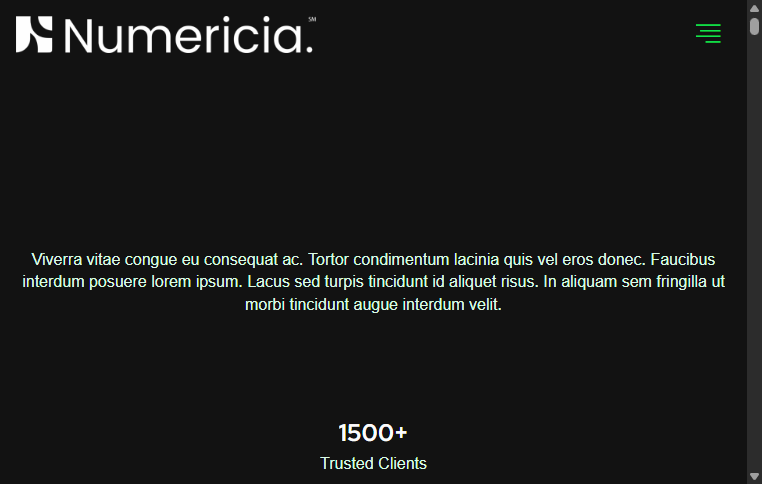 Numericia.℠
Viverra vitae congue eu consequat ac. Tortor condimentum lacinia quis vel eros donec. Faucibus
interdum posuere lorem ipsum. Lacus sed turpis tincidunt id aliquet risus. In aliquam sem fringilla ut
morbi tincidunt augue interdum velit.
1500+
Trusted Clients